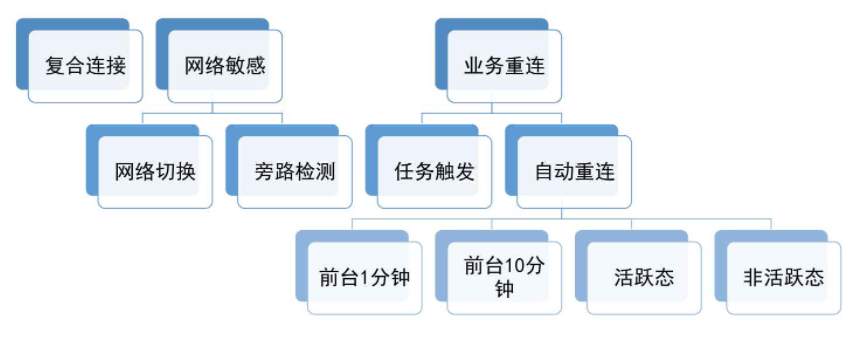 复合连接
网络敏感
业务重连
网络切换
旁路检测
任务触发
自动重连
前台1分钟
前台10分
钟
活跃态
非活跃态